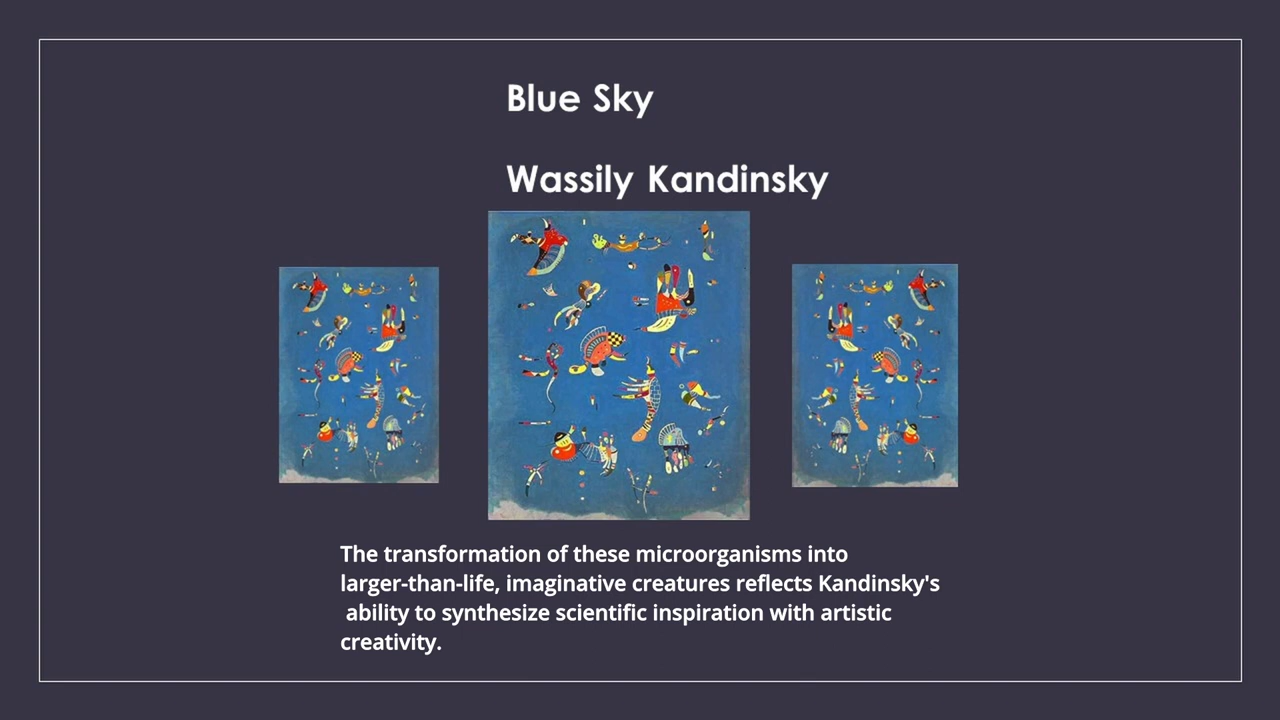 Blue Sky
Wassily Kandinsky
The transformation of these microorganisms into
larger-than-life, imaginative creatures reflects Kandinsky's
ability to synthesize scientific inspiration with artistic
creativity.